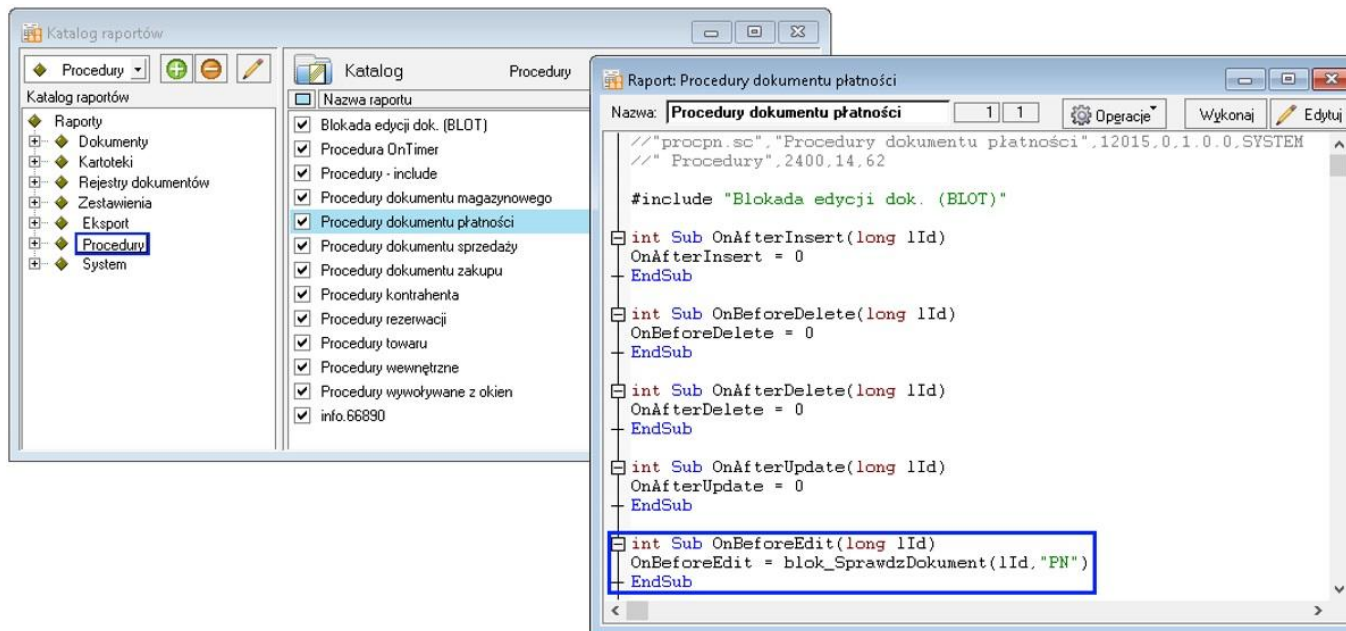 Katalog raportów
Procedury
Katalog raportów
Raporty
Dokumenty
Kartoteki
Rejestry dokumentów
Zestawienia
Eksport
Procedury
System
Katalog
Procedury
Nazwa raportu
Blokada edycji dok. (BLOT)
Procedura OnTimer
Procedury - include
Procedury dokumentu magazynowego
Procedury dokumentu płatności
Procedury dokumentu sprzedaży
Procedury dokumentu zakupu
Procedury kontrahenta
Procedury rezerwacji
Procedury towaru
Procedury wewnętrzne
Procedury wywoływane z okien
info.66890
Raport: Procedury dokumentu płatności
Nazwa: Procedury dokumentu płatności 1 1 Operacje Wykonaj Edytuj
//"procpn.sc","Procedury dokumentu płatności",12015,0,1.0.0,SYSTEM
//" Procedury",2400,14,62
#include "Blokada edycji dok. (BLOT)"
int Sub OnAfterInsert(long lId)
OnAfterInsert = 0
EndSub
int Sub OnBeforeDelete(long lId)
OnBeforeDelete = 0
EndSub
int Sub OnAfterDelete(long lId)
OnAfterDelete = 0
EndSub
int Sub OnAfterUpdate(long lId)
OnAfterUpdate = 0
EndSub
int Sub OnBeforeEdit(long lId)
OnBeforeEdit = blok_SprawdzDokument(lId,"PN")
EndSub